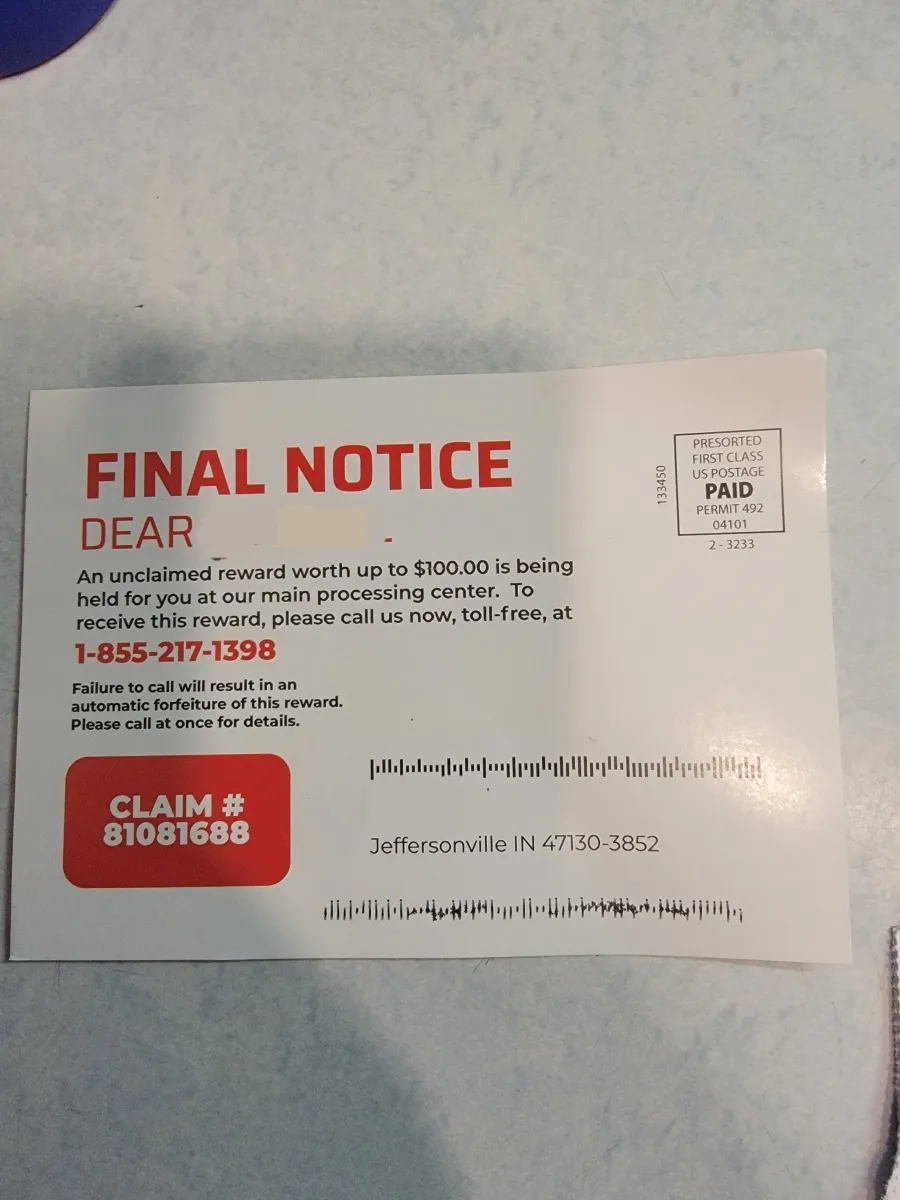 FINAL NOTICE
DEAR
An unclaimed reward worth up to $100.00 is being
held for you at our main processing center. To
receive this reward, please call us now, toll-free, at
1-855-217-1398
Failure to call will result in an
automatic forfeiture of this reward.
Please call at once for details.
CLAIM #
81081688
133450
PRESORTED
FIRST CLASS
US POSTAGE
PAID
PERMIT 492
04101
2 - 3233
Jeffersonville IN 47130-3852